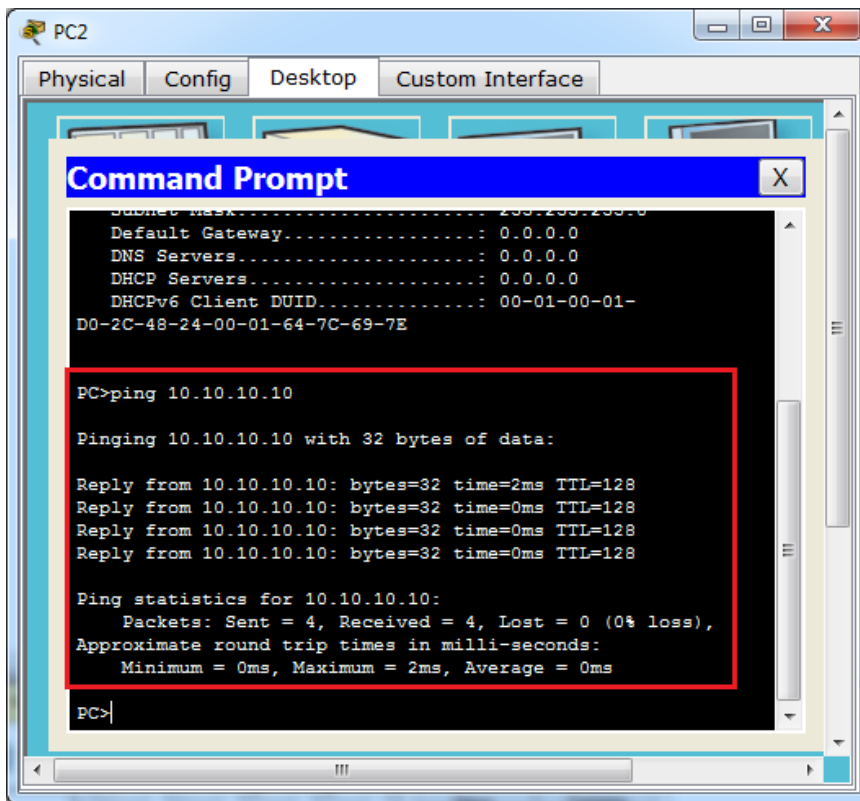 PC2
Physical Config Desktop Custom Interface
Command Prompt X
Subnet Mask......................: 255.255.255.0
Default Gateway..................: 0.0.0.0
DNS Servers......................: 0.0.0.0
DHCP Servers.....................: 0.0.0.0
DHCPv6 Client DUID...............: 00-01-00-01-
D0-2C-48-24-00-01-64-7C-69-7E
PC>ping 10.10.10.10
Pinging 10.10.10.10 with 32 bytes of data:
Reply from 10.10.10.10: bytes=32 time=2ms TTL=128
Reply from 10.10.10.10: bytes=32 time=0ms TTL=128
Reply from 10.10.10.10: bytes=32 time=0ms TTL=128
Reply from 10.10.10.10: bytes=32 time=0ms TTL=128
Ping statistics for 10.10.10.10:
Packets: Sent = 4, Received = 4, Lost = 0 (0% loss),
Approximate round trip times in milli-seconds:
Minimum = 0ms, Maximum = 2ms, Average = 0ms
PC>